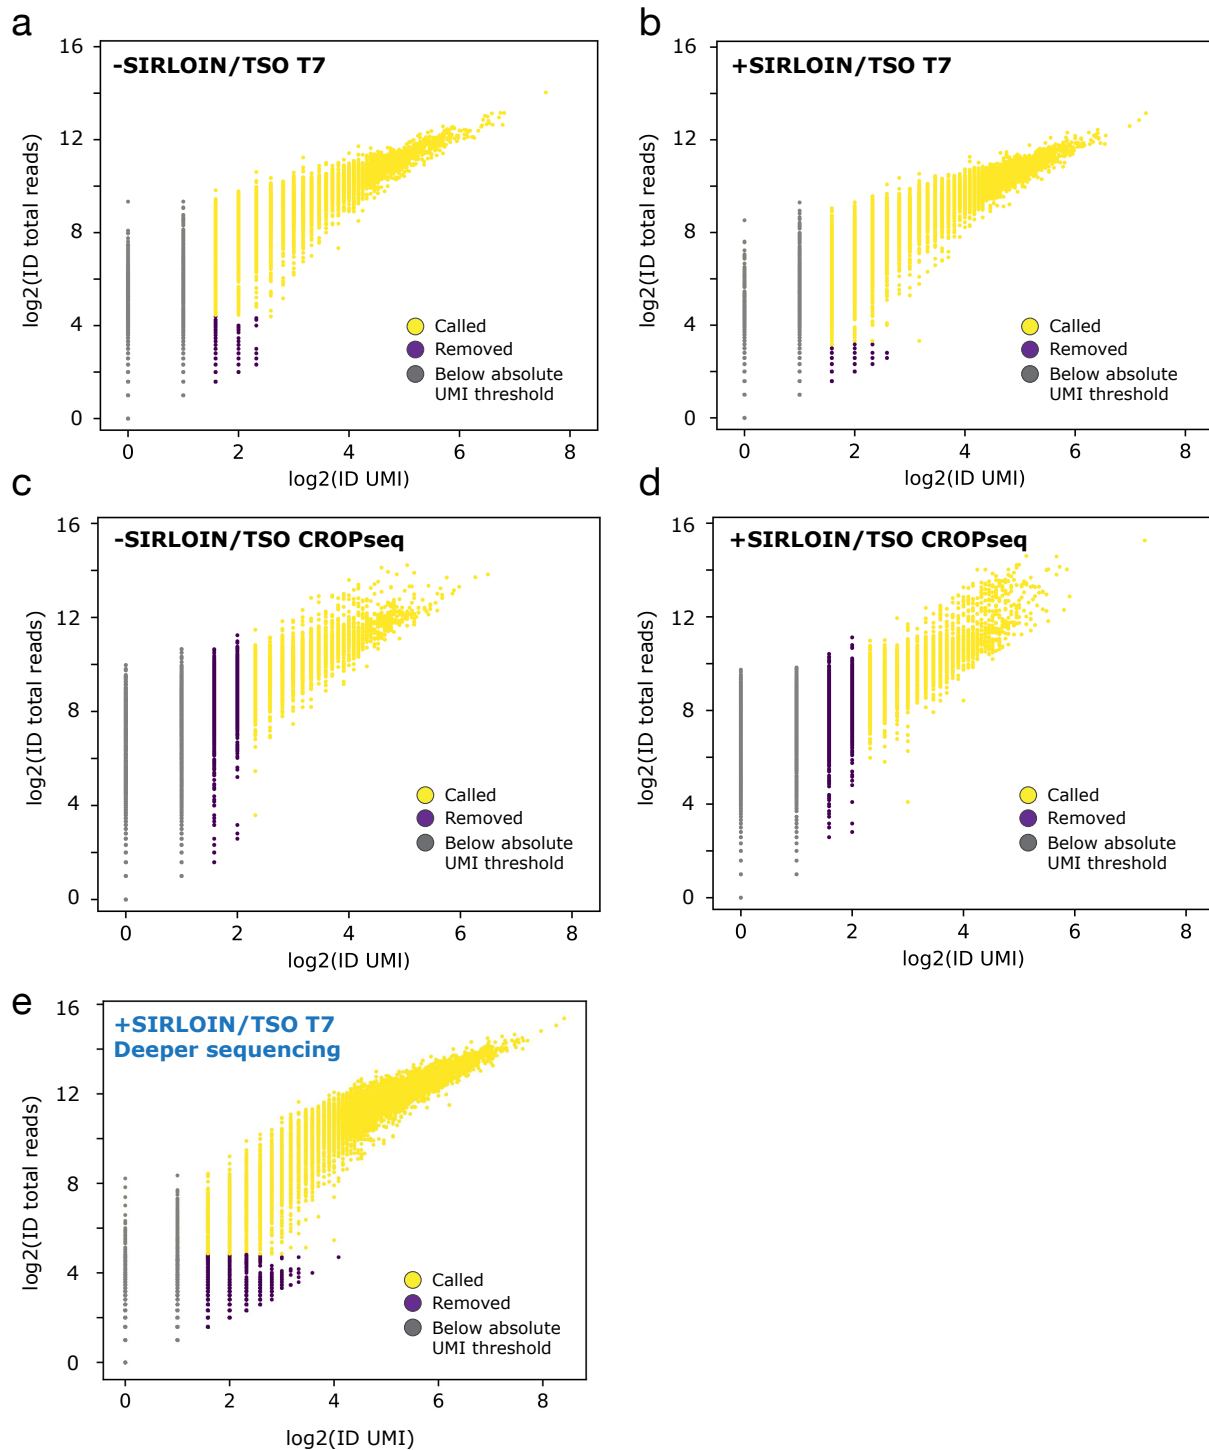 a
-SIRLOIN/TSO T7
16
12
8
4
0
log2(ID total reads)
0 2 4 6 8
log2(ID UMI)
Called
Removed
Below absolute
UMI threshold
b
+SIRLOIN/TSO T7
16
12
8
4
0
log2(ID total reads)
0 2 4 6 8
log2(ID UMI)
Called
Removed
Below absolute
UMI threshold
c
-SIRLOIN/TSO CROPseq
16
12
8
4
0
log2(ID total reads)
0 2 4 6 8
log2(ID UMI)
Called
Removed
Below absolute
UMI threshold
d
+SIRLOIN/TSO CROPseq
16
12
8
4
0
log2(ID total reads)
0 2 4 6 8
log2(ID UMI)
Called
Removed
Below absolute
UMI threshold
e
+SIRLOIN/TSO T7
Deeper sequencing
16
12
8
4
0
log2(ID total reads)
0 2 4 6 8
log2(ID UMI)
Called
Removed
Below absolute
UMI threshold